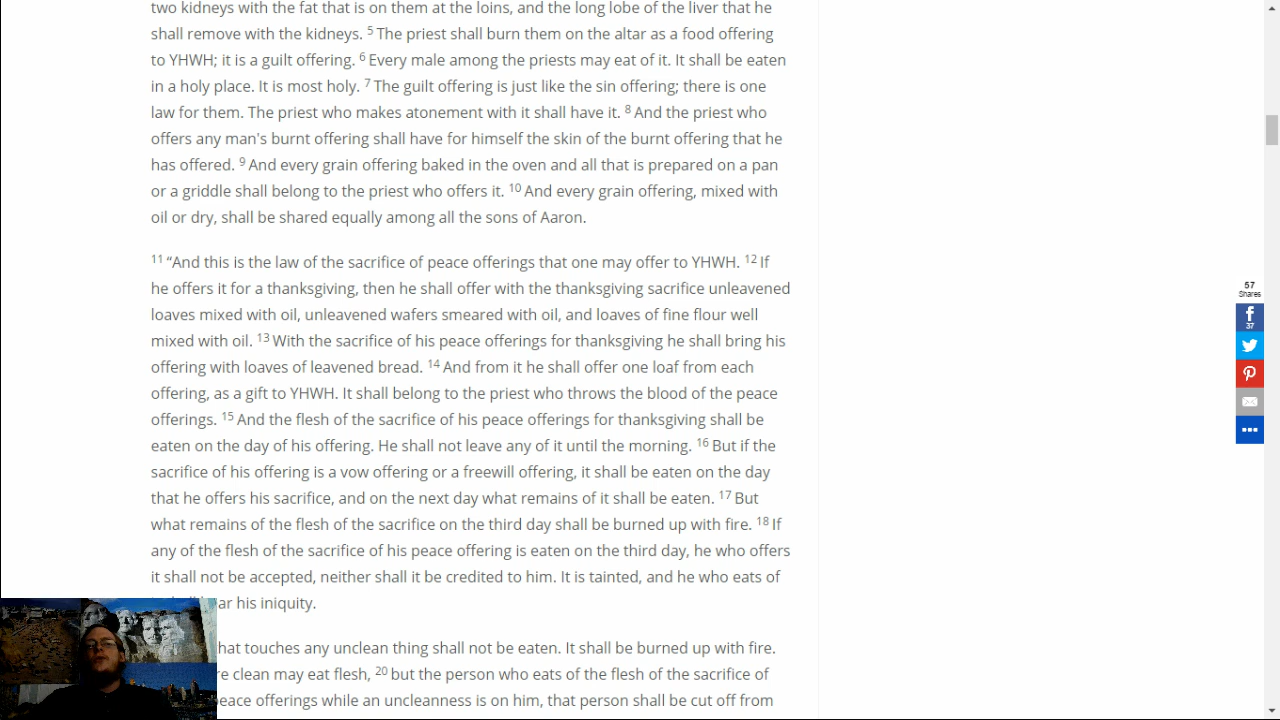 two kidneys with the fat that is on them at the loins, and the long lobe of the liver that he
shall remove with the kidneys. 5 The priest shall burn them on the altar as a food offering
to YHWH; it is a guilt offering. 6 Every male among the priests may eat of it. It shall be eaten
in a holy place. It is most holy. 7 The guilt offering is just like the sin offering; there is one
law for them. The priest who makes atonement with it shall have it. 8 And the priest who
offers any man's burnt offering shall have for himself the skin of the burnt offering that he
has offered. 9 And every grain offering baked in the oven and all that is prepared on a pan
or a griddle shall belong to the priest who offers it. 10 And every grain offering, mixed with
oil or dry, shall be shared equally among all the sons of Aaron.
11 “And this is the law of the sacrifice of peace offerings that one may offer to YHWH. 12 If
he offers it for a thanksgiving, then he shall offer with the thanksgiving sacrifice unleavened
loaves mixed with oil, unleavened wafers smeared with oil, and loaves of fine flour well
mixed with oil. 13 With the sacrifice of his peace offerings for thanksgiving he shall bring his
offering with loaves of leavened bread. 14 And from it he shall offer one loaf from each
offering, as a gift to YHWH. It shall belong to the priest who throws the blood of the peace
offerings. 15 And the flesh of the sacrifice of his peace offerings for thanksgiving shall be
eaten on the day of his offering. He shall not leave any of it until the morning. 16 But if the
sacrifice of his offering is a vow offering or a freewill offering, it shall be eaten on the day
that he offers his sacrifice, and on the next day what remains of it shall be eaten. 17 But
what remains of the flesh of the sacrifice on the third day shall be burned up with fire. 18 If
any of the flesh of the sacrifice of his peace offering is eaten on the third day, he who offers
it shall not be accepted, neither shall it be credited to him. It is tainted, and he who eats of
ar his iniquity.
hat touches any unclean thing shall not be eaten. It shall be burned up with fire.
re clean may eat flesh, 20 but the person who eats of the flesh of the sacrifice of
eace offerings while an uncleanness is on him, that person shall be cut off from
57
Shares
37